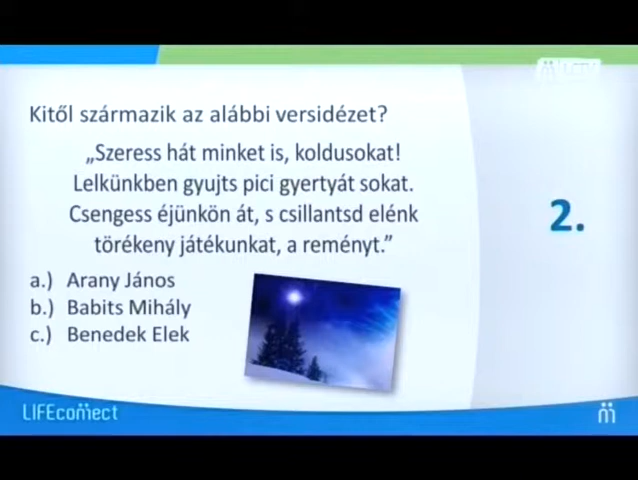 Kitől származik az alábbi versidézet?
„Szeress hát minket is, koldusokat!
Lelkünkben gyujts pici gyertyát sokat.
Csengess éjünkön át, s csillantsd elénk
törékeny játékunkat, a reményt.”
a.) Arany János
b.) Babits Mihály
c.) Benedek Elek
2.
LIFEconnect